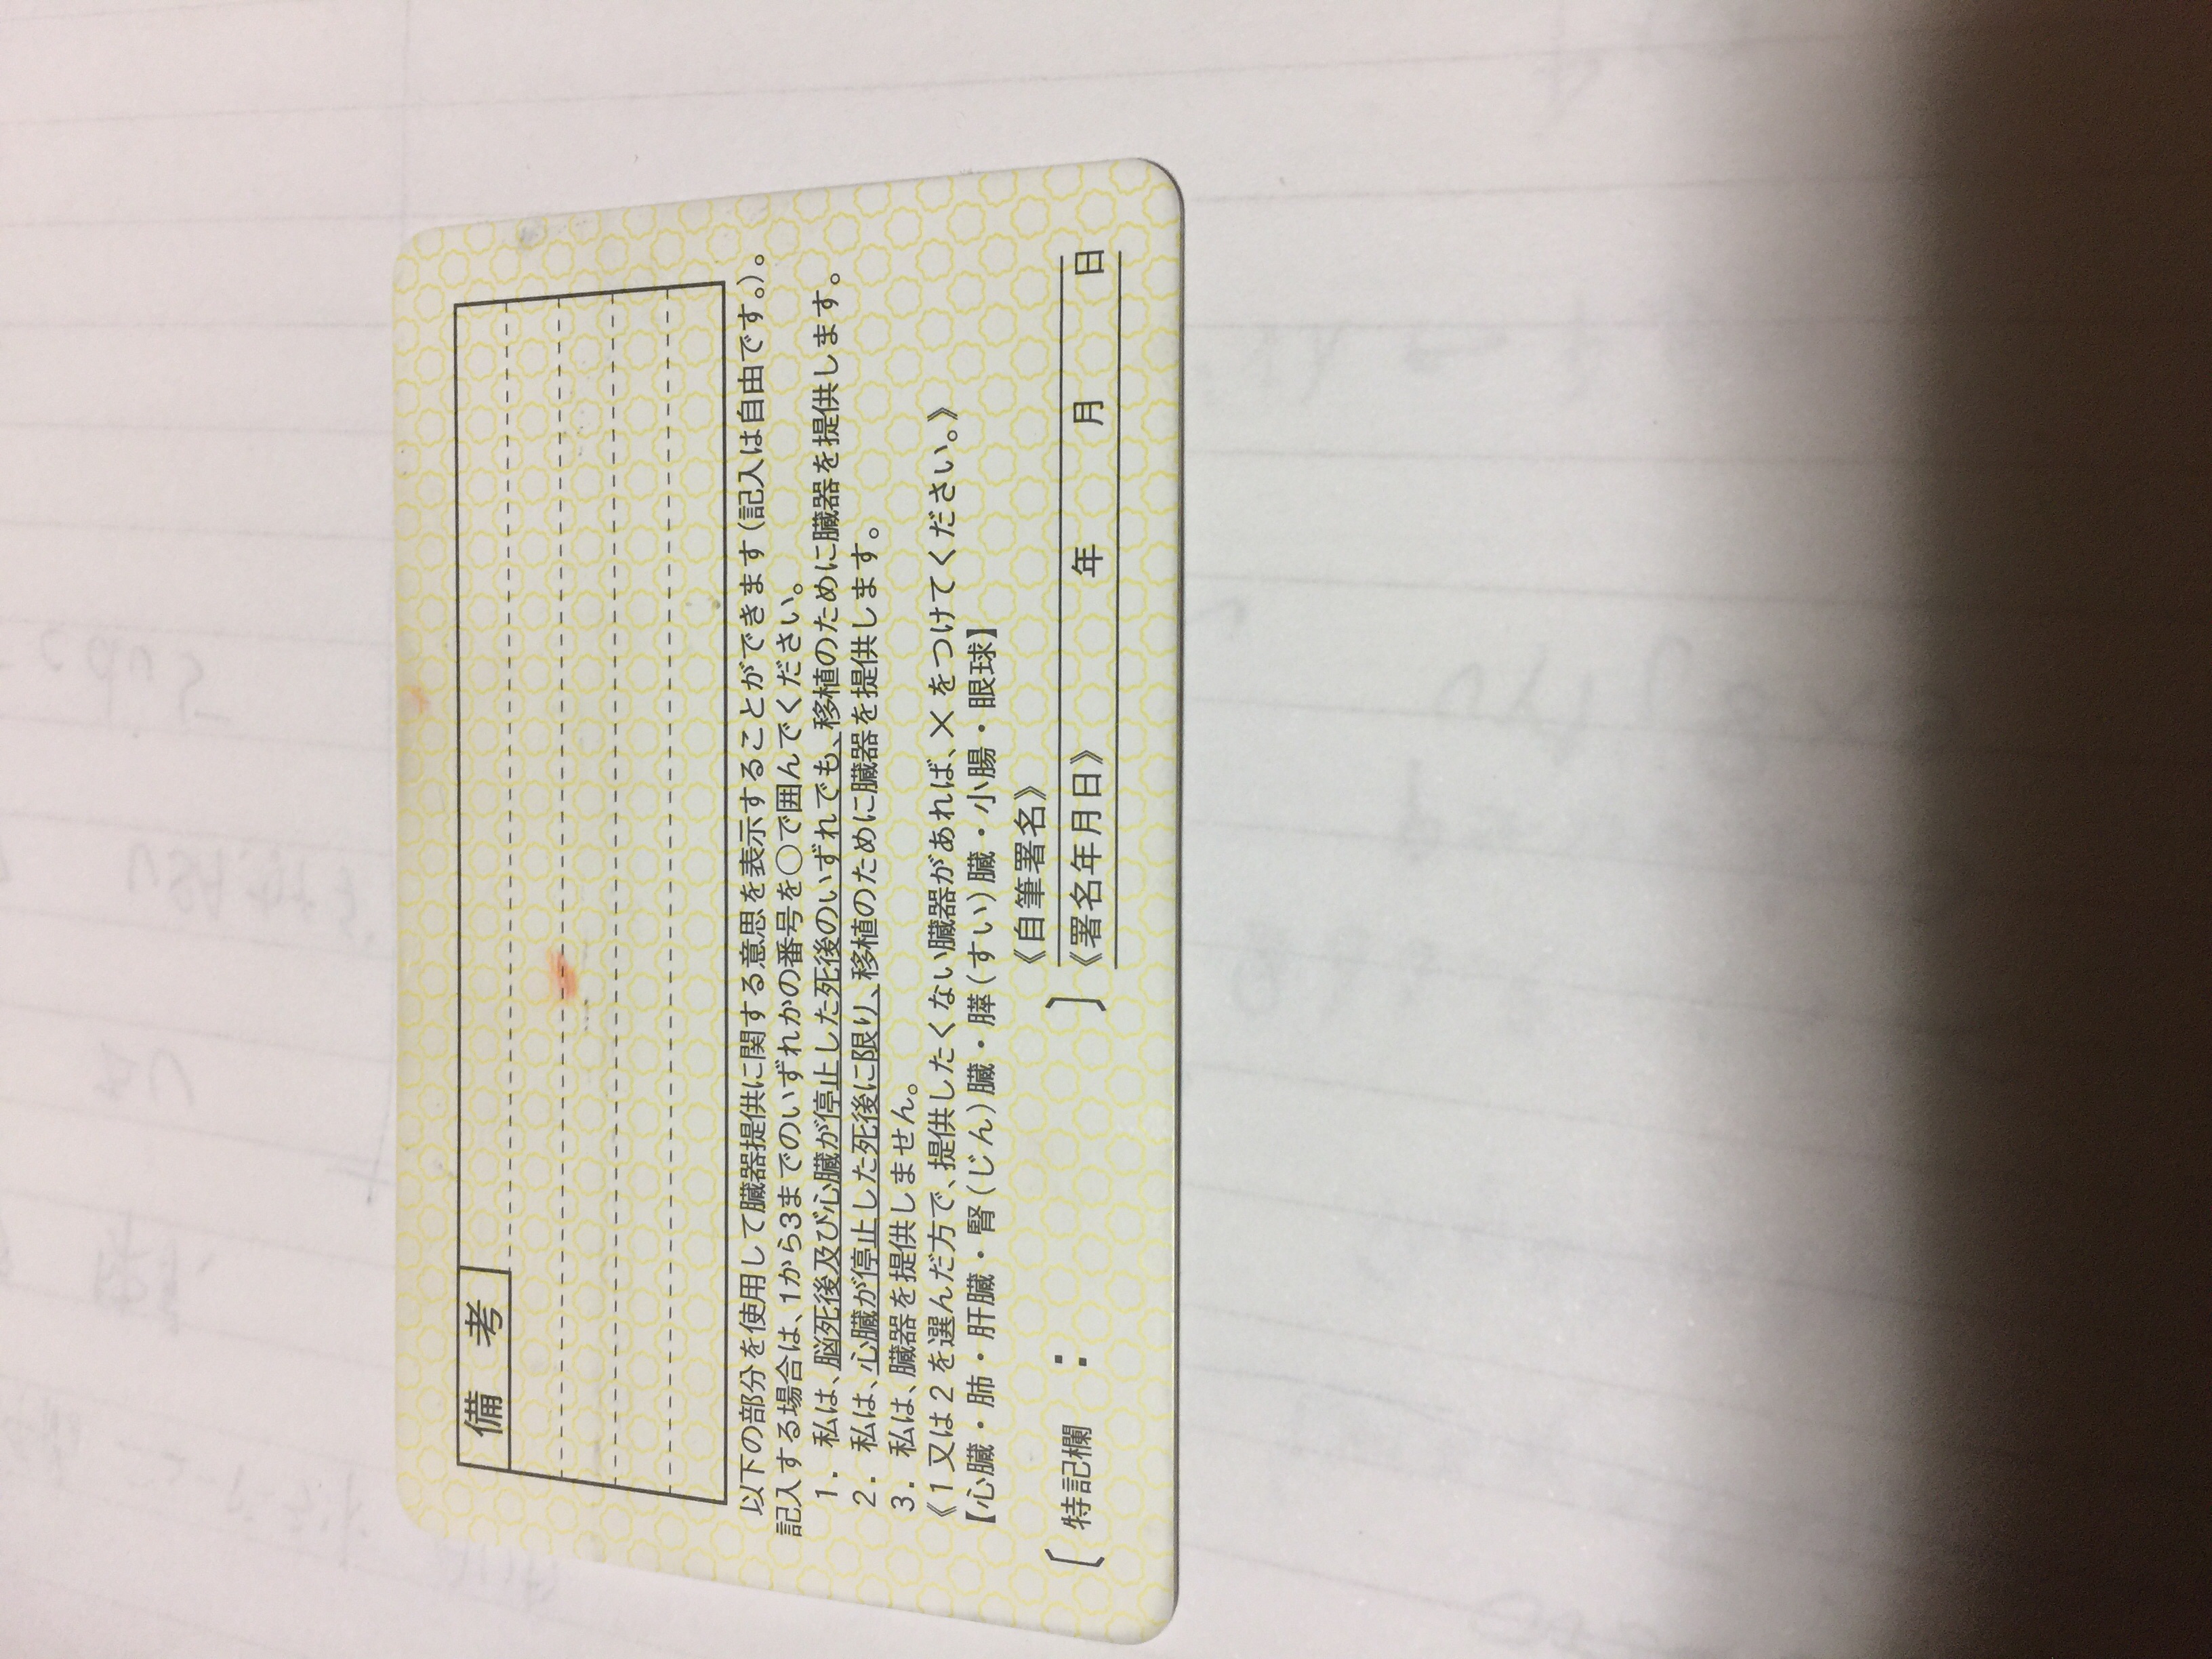 備 考
以下の部分を使用して臓器提供に関する意思を表示することができます(記入は自由です。)。
記入する場合は、1から3までのいずれかの番号を○で囲んでください。
1. 私は、脳死後及び心臓が停止した死後のいずれでも、移植のために臓器を提供します。
2. 私は、心臓が停止した死後に限り、移植のために臓器を提供します。
3. 私は、臓器を提供しません。
《1又は2を選んだ方で、提供したくない臓器があれば、×をつけてください。》
【心臓・肺・肝臓・腎(じん)臓・膵(すい)臓・小腸・眼球】
〔特記欄 : 〕
《自筆署名》
《署名年月日》 年 月 日